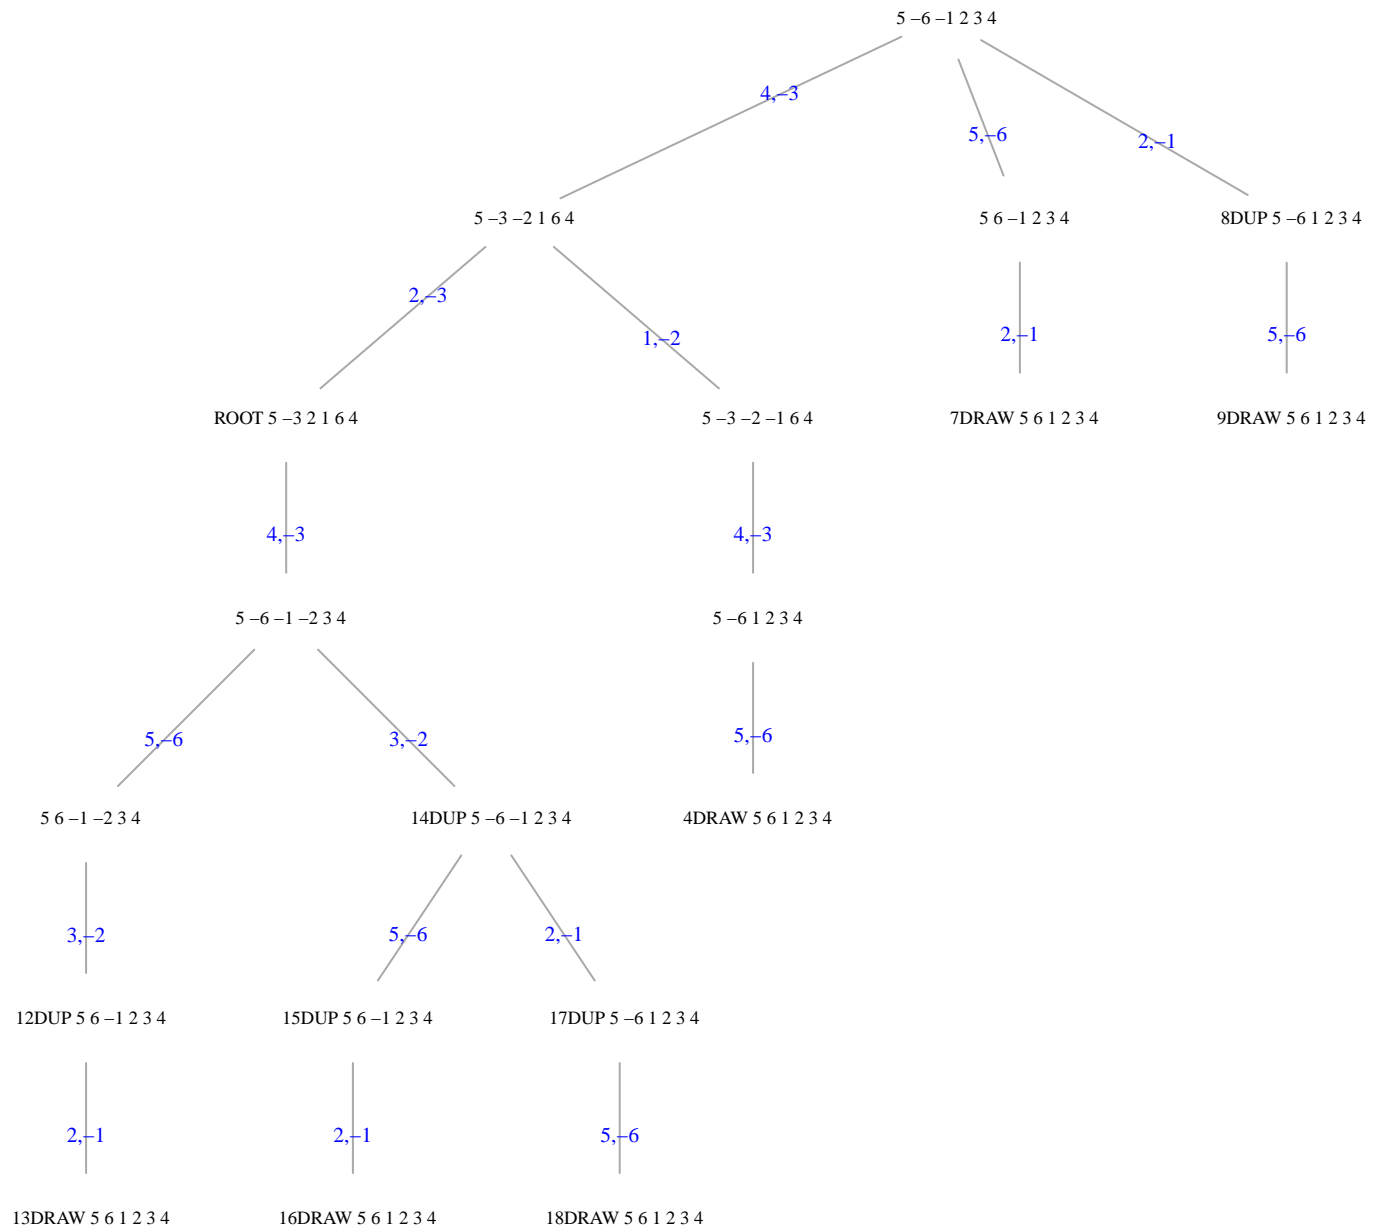 5 –6 –1 2 3 4
4,–3
5,–6
2,–1
5 –3 –2 1 6 4
5 6 –1 2 3 4
8DUP 5 –6 1 2 3 4
2,–3
1,–2
2,–1
5,–6
ROOT 5 –3 2 1 6 4
5 –3 –2 –1 6 4
7DRAW 5 6 1 2 3 4
9DRAW 5 6 1 2 3 4
4,–3
4,–3
5 –6 –1 –2 3 4
5 –6 1 2 3 4
5,–6
3,–2
5,–6
5 6 –1 –2 3 4
14DUP 5 –6 –1 2 3 4
4DRAW 5 6 1 2 3 4
3,–2
5,–6
2,–1
12DUP 5 6 –1 2 3 4
15DUP 5 6 –1 2 3 4
17DUP 5 –6 1 2 3 4
2,–1
2,–1
5,–6
13DRAW 5 6 1 2 3 4
16DRAW 5 6 1 2 3 4
18DRAW 5 6 1 2 3 4